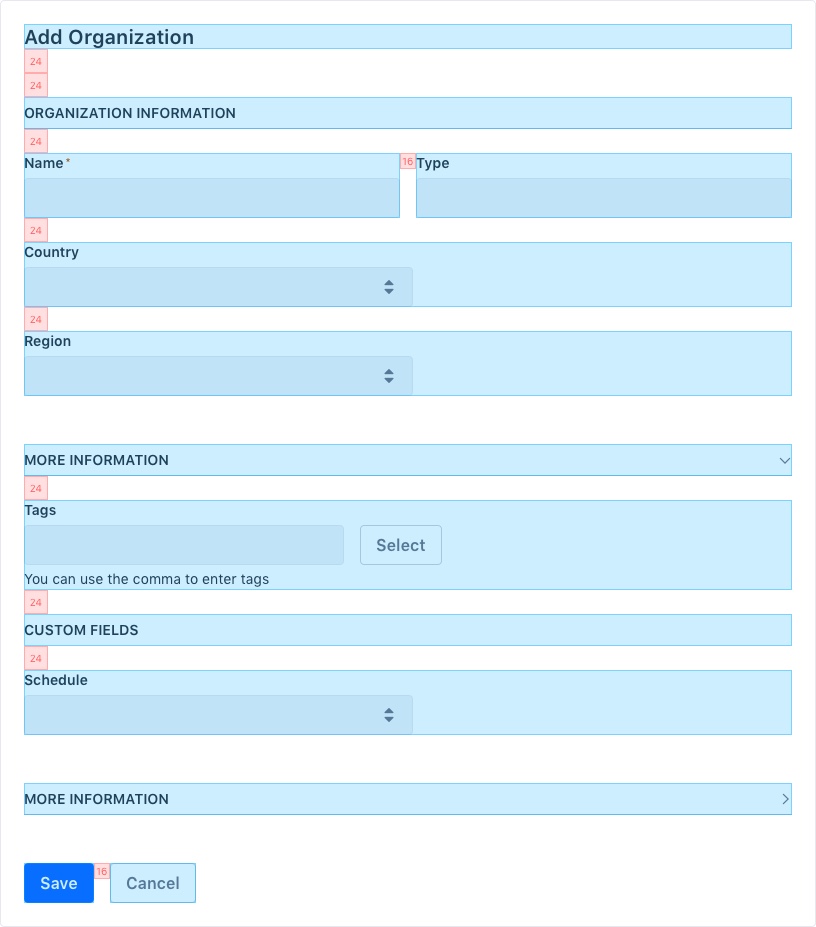 Add Organization
24
24
ORGANIZATION INFORMATION
24
Name* 16 Type
24
Country
24
Region
MORE INFORMATION
24
Tags
Select
You can use the comma to enter tags
24
CUSTOM FIELDS
24
Schedule
MORE INFORMATION
Save 16 Cancel